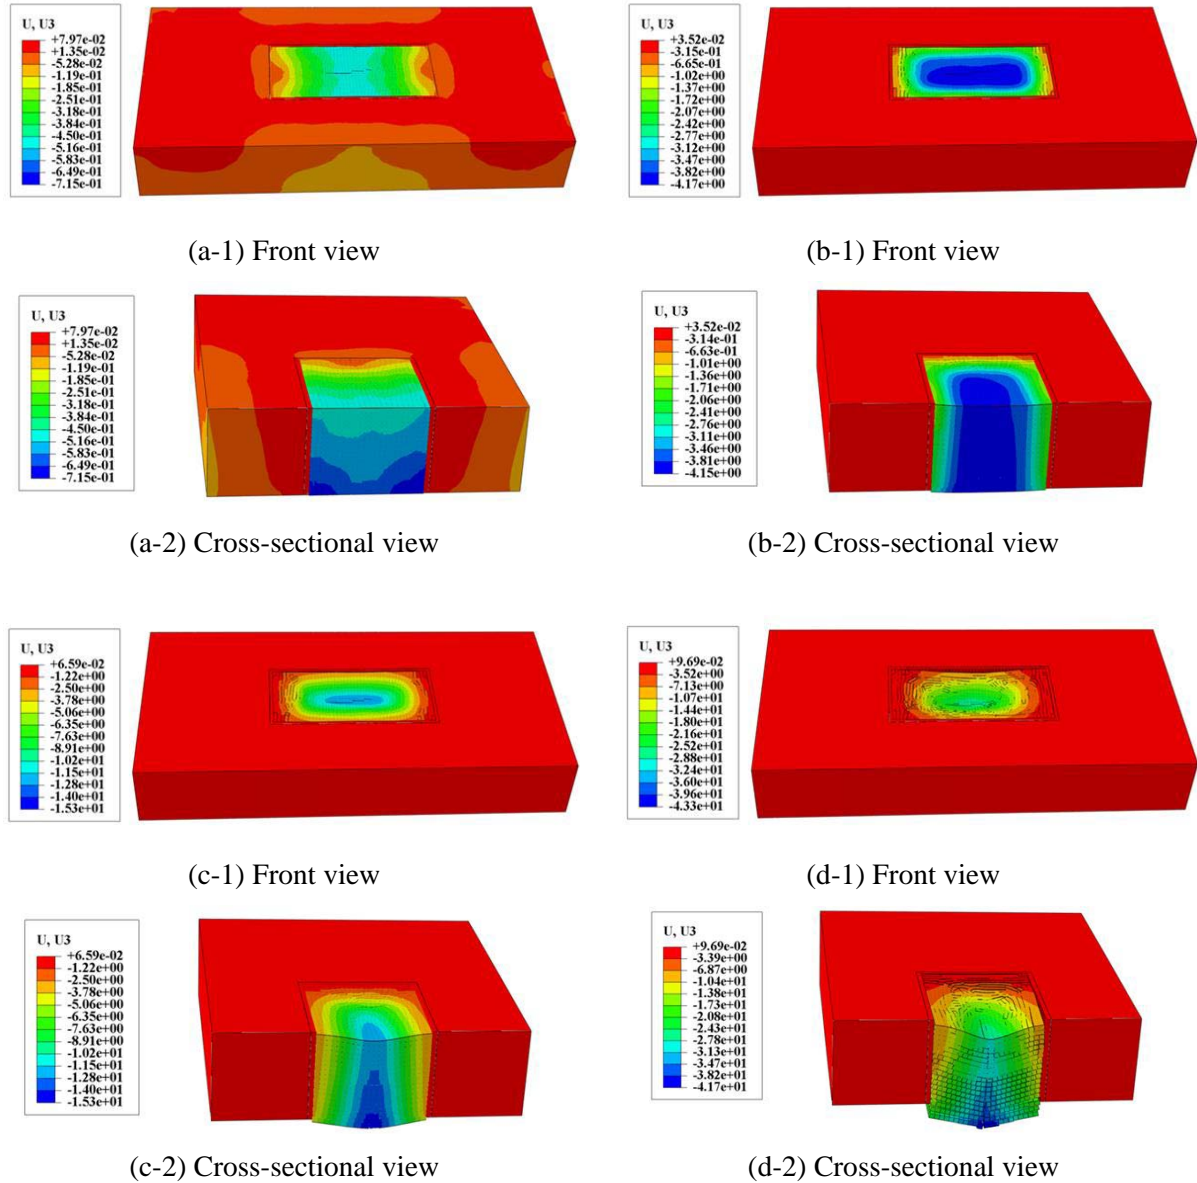 U, U3
+7.97e-02
+1.35e-02
-5.28e-02
-1.19e-01
-1.85e-01
-2.51e-01
-3.18e-01
-3.84e-01
-4.50e-01
-5.16e-01
-5.83e-01
-6.49e-01
-7.15e-01
(a-1) Front view
U, U3
+3.52e-02
-3.15e-01
-6.65e-01
-1.02e+00
-1.37e+00
-1.72e+00
-2.07e+00
-2.42e+00
-2.77e+00
-3.12e+00
-3.47e+00
-3.82e+00
-4.17e+00
(b-1) Front view
U, U3
+7.97e-02
+1.35e-02
-5.28e-02
-1.19e-01
-1.85e-01
-2.51e-01
-3.18e-01
-3.84e-01
-4.50e-01
-5.16e-01
-5.83e-01
-6.49e-01
-7.15e-01
(a-2) Cross-sectional view
U, U3
+3.52e-02
-3.14e-01
-6.63e-01
-1.01e+00
-1.36e+00
-1.71e+00
-2.06e+00
-2.41e+00
-2.76e+00
-3.11e+00
-3.46e+00
-3.81e+00
-4.15e+00
(b-2) Cross-sectional view
U, U3
+6.59e-02
-1.22e+00
-2.50e+00
-3.78e+00
-5.06e+00
-6.35e+00
-7.63e+00
-8.91e+00
-1.02e+01
-1.15e+01
-1.28e+01
-1.40e+01
-1.53e+01
(c-1) Front view
U, U3
+9.69e-02
-3.52e+00
-7.13e+00
-1.07e+01
-1.44e+01
-1.80e+01
-2.16e+01
-2.52e+01
-2.88e+01
-3.24e+01
-3.60e+01
-3.96e+01
-4.33e+01
(d-1) Front view
U, U3
+6.59e-02
-1.22e+00
-2.50e+00
-3.78e+00
-5.06e+00
-6.35e+00
-7.63e+00
-8.91e+00
-1.02e+01
-1.15e+01
-1.28e+01
-1.40e+01
-1.53e+01
(c-2) Cross-sectional view
U, U3
+9.69e-02
-3.39e+00
-6.87e+00
-1.04e+01
-1.38e+01
-1.73e+01
-2.08e+01
-2.43e+01
-2.78e+01
-3.13e+01
-3.47e+01
-3.82e+01
-4.17e+01
(d-2) Cross-sectional view